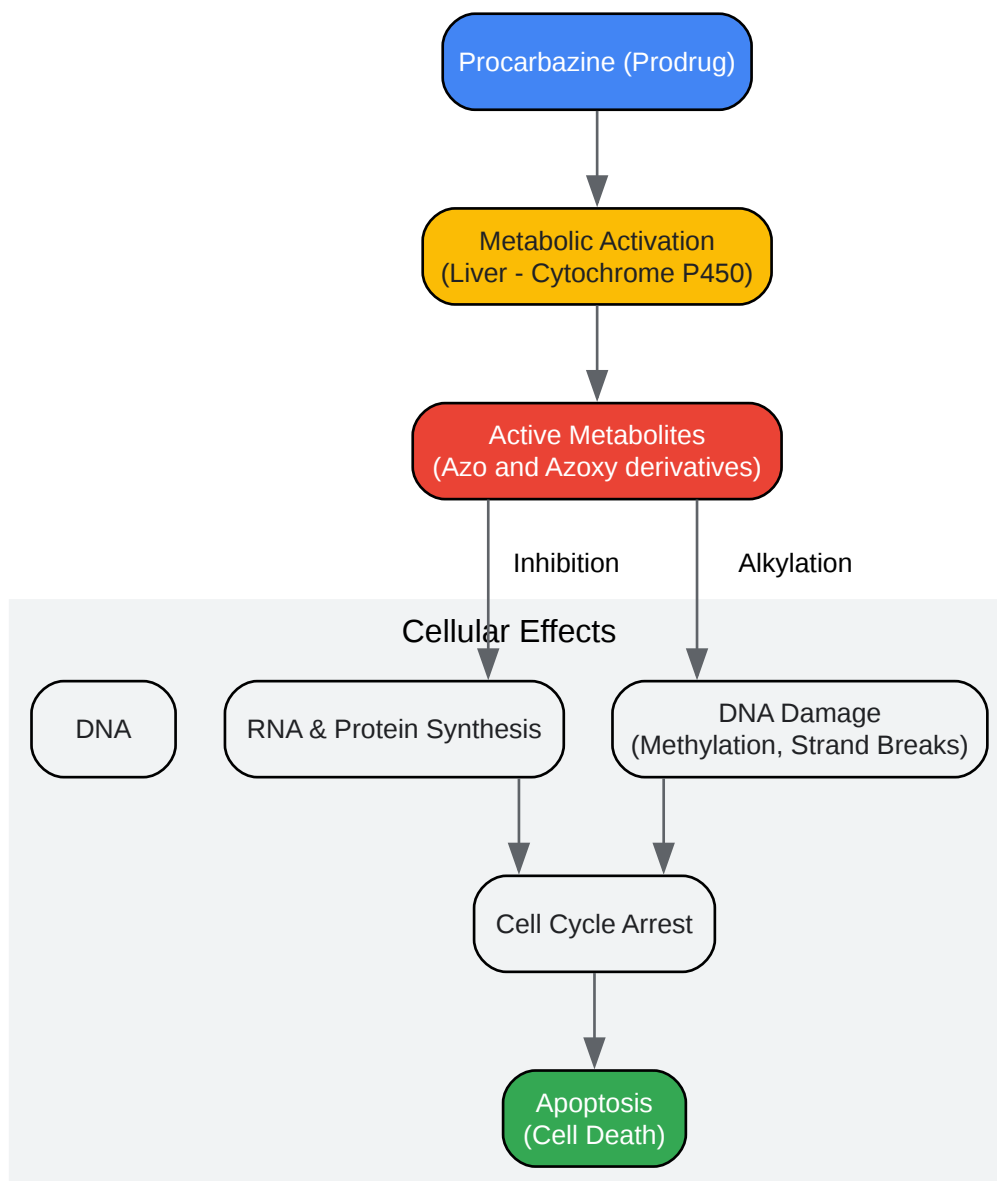 Procarbazine (Prodrug)
Metabolic Activation
(Liver - Cytochrome P450)
Active Metabolites
(Azo and Azoxy derivatives)
Inhibition
Alkylation
Cellular Effects
DNA
RNA & Protein Synthesis
DNA Damage
(Methylation, Strand Breaks)
Cell Cycle Arrest
Apoptosis
(Cell Death)